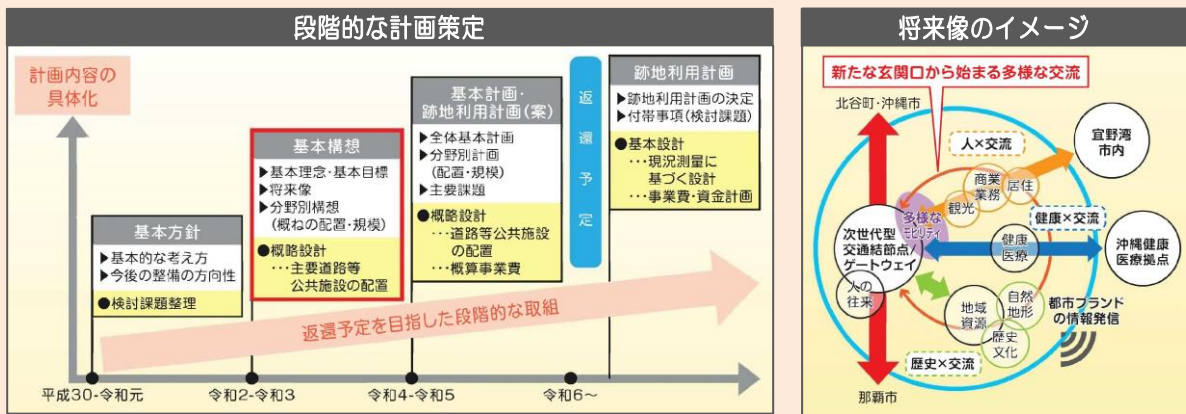 段階的な計画策定
計画内容の
具体化
基本方針
▶基本的な考え方
▶今後の整備の方向性
●検討課題整理
基本構想
▶基本理念・基本目標
▶将来像
▶分野別構想
(概ねの配置・規模)
●概略設計
…主要道路等
公共施設の配置
基本計画・
跡地利用計画(案)
▶全体基本計画
▶分野別計画
(配置・規模)
▶主要課題
●概略設計
…道路等公共施設
の配置
…概算事業費
返還予定
跡地利用計画
▶跡地利用計画の決定
▶付帯事項(検討課題)
●基本設計
…現況測量に
基づく設計
…事業費・資金計画
返還予定を目指した段階的な取組
平成30-令和元
令和2-令和3
令和4-令和5
令和6～
将来像のイメージ
新たな玄関口から始まる多様な交流
北谷町・沖縄市
人×交流
宜野湾
市内
商業
業務
居住
観光
多様な
モビリティ
健康×交流
次世代型
交通結節点/
ゲートウェイ
健康
医療
沖縄健康
医療拠点
人の
往来
地域
資源
自然
地形
歴史
文化
都市ブランド
の情報発信
歴史×交流
那覇市